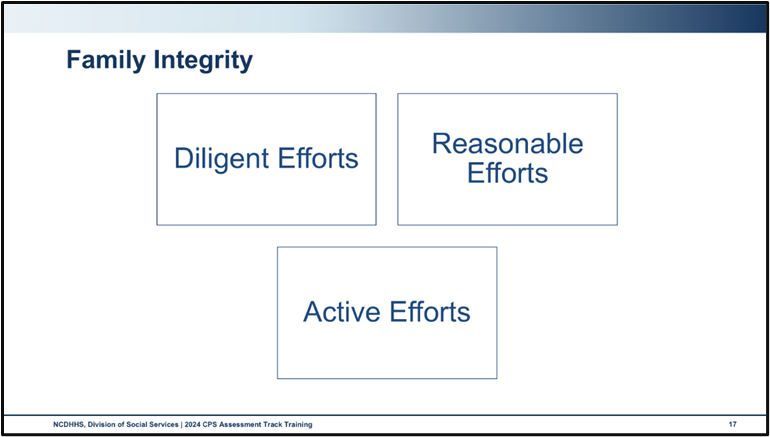 Family Integrity
Diligent Efforts
Reasonable
Efforts
Active Efforts
NCDHHS, Division of Social Services | 2024 CPS Assessment Track Training
17